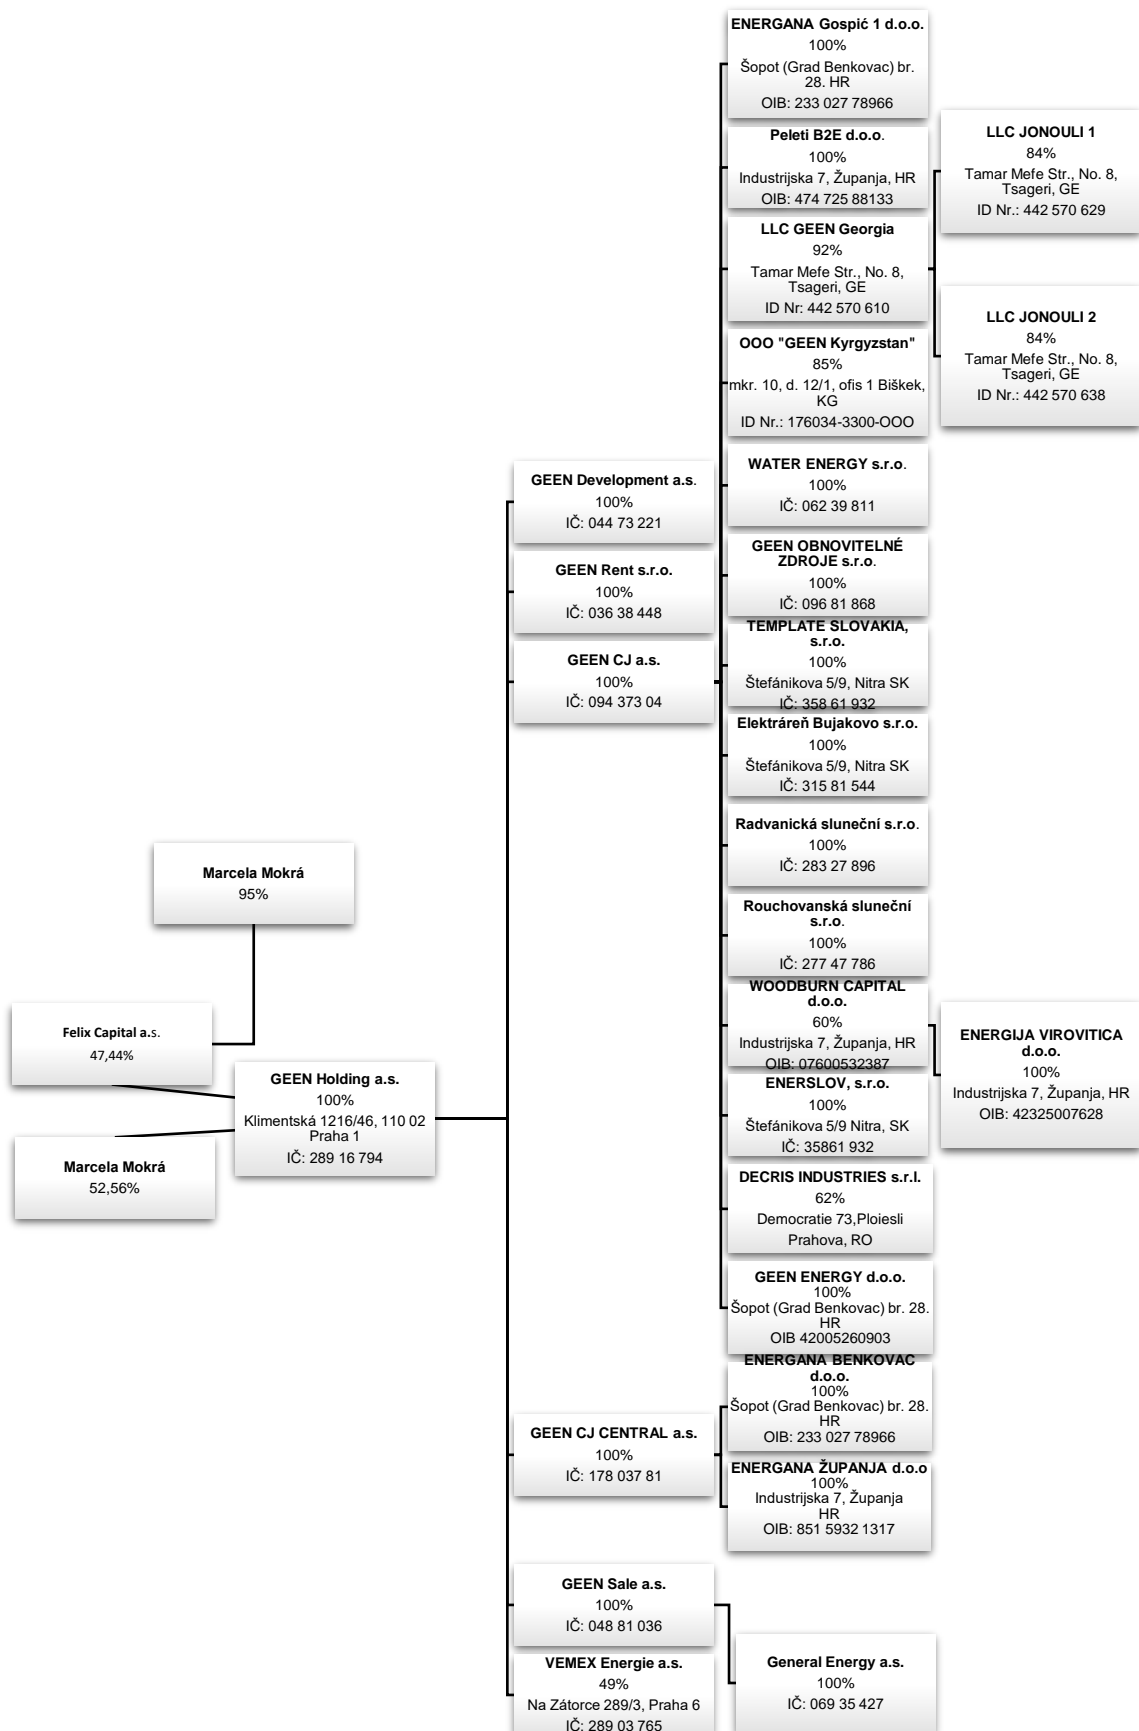 ENERGANA Gospić 1 d.o.o.
100%
Šopot (Grad Benkovac) br.
28. HR
OIB: 233 027 78966
Peleti B2E d.o.o.
100%
Industrijska 7, Županja, HR
OIB: 474 725 88133
LLC GEEN Georgia
92%
Tamar Mefe Str., No. 8,
Tsageri, GE
ID Nr: 442 570 610
LLC JONOULI 1
84%
Tamar Mefe Str., No. 8,
Tsageri, GE
ID Nr.: 442 570 629
LLC JONOULI 2
84%
Tamar Mefe Str., No. 8,
Tsageri, GE
ID Nr.: 442 570 638
OOO "GEEN Kyrgyzstan"
85%
mkr. 10, d. 12/1, ofis 1 Biškek,
KG
ID Nr.: 176034-3300-OOO
WATER ENERGY s.r.o.
100%
IČ: 062 39 811
GEEN OBNOVITELNÉ
ZDROJE s.r.o.
100%
IČ: 096 81 868
TEMPLATE SLOVAKIA,
s.r.o.
100%
Štefánikova 5/9, Nitra SK
IČ: 358 61 932
Elektráreň Bujakovo s.r.o.
100%
Štefánikova 5/9, Nitra SK
IČ: 315 81 544
Radvanická sluneční s.r.o.
100%
IČ: 283 27 896
Rouchovanská sluneční
s.r.o.
100%
IČ: 277 47 786
WOODBURN CAPITAL
d.o.o.
60%
Industrijska 7, Županja, HR
OIB: 07600532387
ENERGIJA VIROVITICA
d.o.o.
100%
Industrijska 7, Županja, HR
OIB: 42325007628
ENERSLOV, s.r.o.
100%
Štefánikova 5/9 Nitra, SK
IČ: 35861 932
DECRIS INDUSTRIES s.r.l.
62%
Democratie 73,Ploiesli
Prahova, RO
GEEN ENERGY d.o.o.
100%
Šopot (Grad Benkovac) br. 28.
HR
OIB 42005260903
ENERGANA BENKOVAC
d.o.o.
100%
Šopot (Grad Benkovac) br. 28.
HR
OIB: 233 027 78966
ENERGANA ŽUPANJA d.o.o
100%
Industrijska 7, Županja
HR
OIB: 851 5932 1317
GEEN Development a.s.
100%
IČ: 044 73 221
GEEN Rent s.r.o.
100%
IČ: 036 38 448
GEEN CJ a.s.
100%
IČ: 094 373 04
GEEN CJ CENTRAL a.s.
100%
IČ: 178 037 81
GEEN Sale a.s.
100%
IČ: 048 81 036
VEMEX Energie a.s.
49%
Na Zátorce 289/3, Praha 6
IČ: 289 03 765
General Energy a.s.
100%
IČ: 069 35 427
Marcela Mokrá
95%
Felix Capital a.s.
47,44%
GEEN Holding a.s.
100%
Klimentská 1216/46, 110 02
Praha 1
IČ: 289 16 794
Marcela Mokrá
52,56%